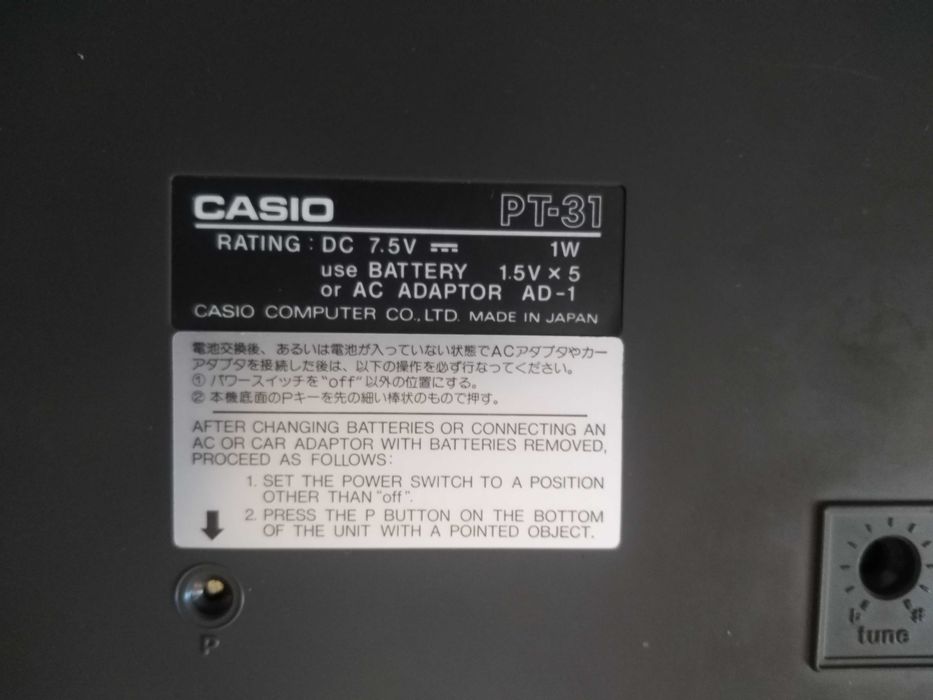 CASIO PT-31
RATING : DC 7.5V ⎓ 1W
use BATTERY 1.5V × 5
or AC ADAPTOR AD-1
CASIO COMPUTER CO., LTD. MADE IN JAPAN
電池交換後、あるいは電池が入っていない状態でACアダプタやカー
アダプタを接続した後は、以下の操作を必ず行なってください。
① パワースイッチを“off”以外の位置にする。
② 本機底面のPキーを先の細い棒状のもので押す。
AFTER CHANGING BATTERIES OR CONNECTING AN
AC OR CAR ADAPTOR WITH BATTERIES REMOVED,
PROCEED AS FOLLOWS:
1. SET THE POWER SWITCH TO A POSITION
OTHER THAN “off”.
2. PRESS THE P BUTTON ON THE BOTTOM
OF THE UNIT WITH A POINTED OBJECT.
P
♭ ♯
tune